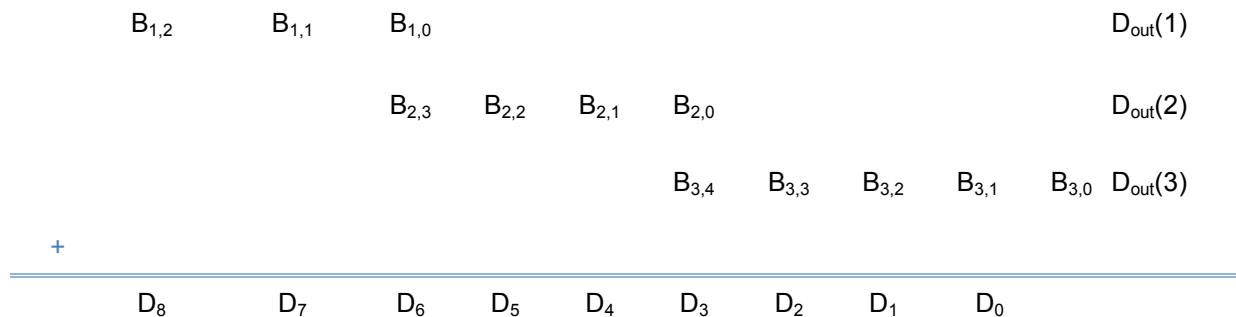 B₁,₂ B₁,₁ B₁,₀ Dₒᵤₜ(1)
B₂,₃ B₂,₂ B₂,₁ B₂,₀ Dₒᵤₜ(2)
B₃,₄ B₃,₃ B₃,₂ B₃,₁ B₃,₀ Dₒᵤₜ(3)
+
D₈ D₇ D₆ D₅ D₄ D₃ D₂ D₁ D₀